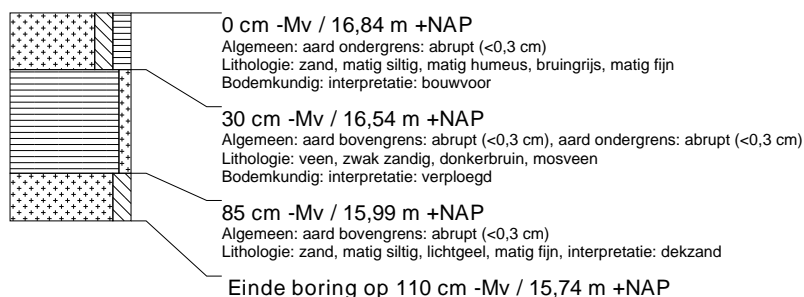 0 cm -Mv / 16,84 m +NAP
Algemeen: aard ondergrens: abrupt (<0,3 cm)
Lithologie: zand, matig siltig, matig humeus, bruingrijs, matig fijn
Bodemkundig: interpretatie: bouwvoor
30 cm -Mv / 16,54 m +NAP
Algemeen: aard bovengrens: abrupt (<0,3 cm), aard ondergrens: abrupt (<0,3 cm)
Lithologie: veen, zwak zandig, donkerbruin, mosveen
Bodemkundig: interpretatie: verploegd
85 cm -Mv / 15,99 m +NAP
Algemeen: aard bovengrens: abrupt (<0,3 cm)
Lithologie: zand, matig siltig, lichtgeel, matig fijn, interpretatie: dekzand
Einde boring op 110 cm -Mv / 15,74 m +NAP